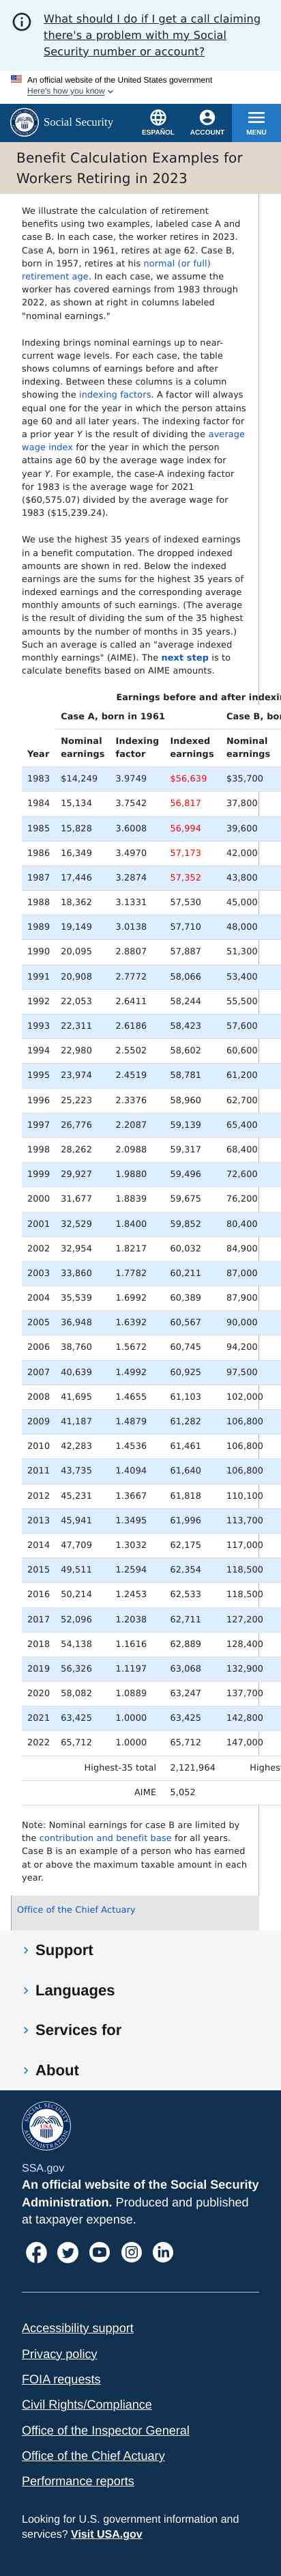 What should I do if I get a call claiming
there's a problem with my Social
Security number or account?
An official website of the United States government
Here's how you know
Social Security
ESPAÑOL
ACCOUNT
MENU
Benefit Calculation Examples for
Workers Retiring in 2023
We illustrate the calculation of retirement
benefits using two examples, labeled case A and
case B. In each case, the worker retires in 2023.
Case A, born in 1961, retires at age 62. Case B,
born in 1957, retires at his normal (or full)
retirement age. In each case, we assume the
worker has covered earnings from 1983 through
2022, as shown at right in columns labeled
"nominal earnings."
Indexing brings nominal earnings up to near-
current wage levels. For each case, the table
shows columns of earnings before and after
indexing. Between these columns is a column
showing the indexing factors. A factor will always
equal one for the year in which the person attains
age 60 and all later years. The indexing factor for
a prior year Y is the result of dividing the average
wage index for the year in which the person
attains age 60 by the average wage index for
year Y. For example, the case-A indexing factor
for 1983 is the average wage for 2021
($60,575.07) divided by the average wage for
1983 ($15,239.24).
We use the highest 35 years of indexed earnings
in a benefit computation. The dropped indexed
amounts are shown in red. Below the indexed
earnings are the sums for the highest 35 years of
indexed earnings and the corresponding average
monthly amounts of such earnings. (The average
is the result of dividing the sum of the 35 highest
amounts by the number of months in 35 years.)
Such an average is called an "average indexed
monthly earnings" (AIME). The next step is to
calculate benefits based on AIME amounts.
Earnings before and after indexin
Case A, born in 1961 Case B, bor
Year Nominal earnings Indexing factor Indexed earnings Nominal earnings
1983 $14,249 3.9749 $56,639 $35,700
1984 15,134 3.7542 56,817 37,800
1985 15,828 3.6008 56,994 39,600
1986 16,349 3.4970 57,173 42,000
1987 17,446 3.2874 57,352 43,800
1988 18,362 3.1331 57,530 45,000
1989 19,149 3.0138 57,710 48,000
1990 20,095 2.8807 57,887 51,300
1991 20,908 2.7772 58,066 53,400
1992 22,053 2.6411 58,244 55,500
1993 22,311 2.6186 58,423 57,600
1994 22,980 2.5502 58,602 60,600
1995 23,974 2.4519 58,781 61,200
1996 25,223 2.3376 58,960 62,700
1997 26,776 2.2087 59,139 65,400
1998 28,262 2.0988 59,317 68,400
1999 29,927 1.9880 59,496 72,600
2000 31,677 1.8839 59,675 76,200
2001 32,529 1.8400 59,852 80,400
2002 32,954 1.8217 60,032 84,900
2003 33,860 1.7782 60,211 87,000
2004 35,539 1.6992 60,389 87,900
2005 36,948 1.6392 60,567 90,000
2006 38,760 1.5672 60,745 94,200
2007 40,639 1.4992 60,925 97,500
2008 41,695 1.4655 61,103 102,000
2009 41,187 1.4879 61,282 106,800
2010 42,283 1.4536 61,461 106,800
2011 43,735 1.4094 61,640 106,800
2012 45,231 1.3667 61,818 110,100
2013 45,941 1.3495 61,996 113,700
2014 47,709 1.3032 62,175 117,000
2015 49,511 1.2594 62,354 118,500
2016 50,214 1.2453 62,533 118,500
2017 52,096 1.2038 62,711 127,200
2018 54,138 1.1616 62,889 128,400
2019 56,326 1.1197 63,068 132,900
2020 58,082 1.0889 63,247 137,700
2021 63,425 1.0000 63,425 142,800
2022 65,712 1.0000 65,712 147,000
Highest-35 total 2,121,964 Highes
AIME 5,052
Note: Nominal earnings for case B are limited by
the contribution and benefit base for all years.
Case B is an example of a person who has earned
at or above the maximum taxable amount in each
year.
Office of the Chief Actuary
Support
Languages
Services for
About
SOCIAL SECURITY ADMINISTRATION
USA
SSA.gov
An official website of the Social Security
Administration. Produced and published
at taxpayer expense.
Accessibility support
Privacy policy
FOIA requests
Civil Rights/Compliance
Office of the Inspector General
Office of the Chief Actuary
Performance reports
Looking for U.S. government information and
services? Visit USA.gov